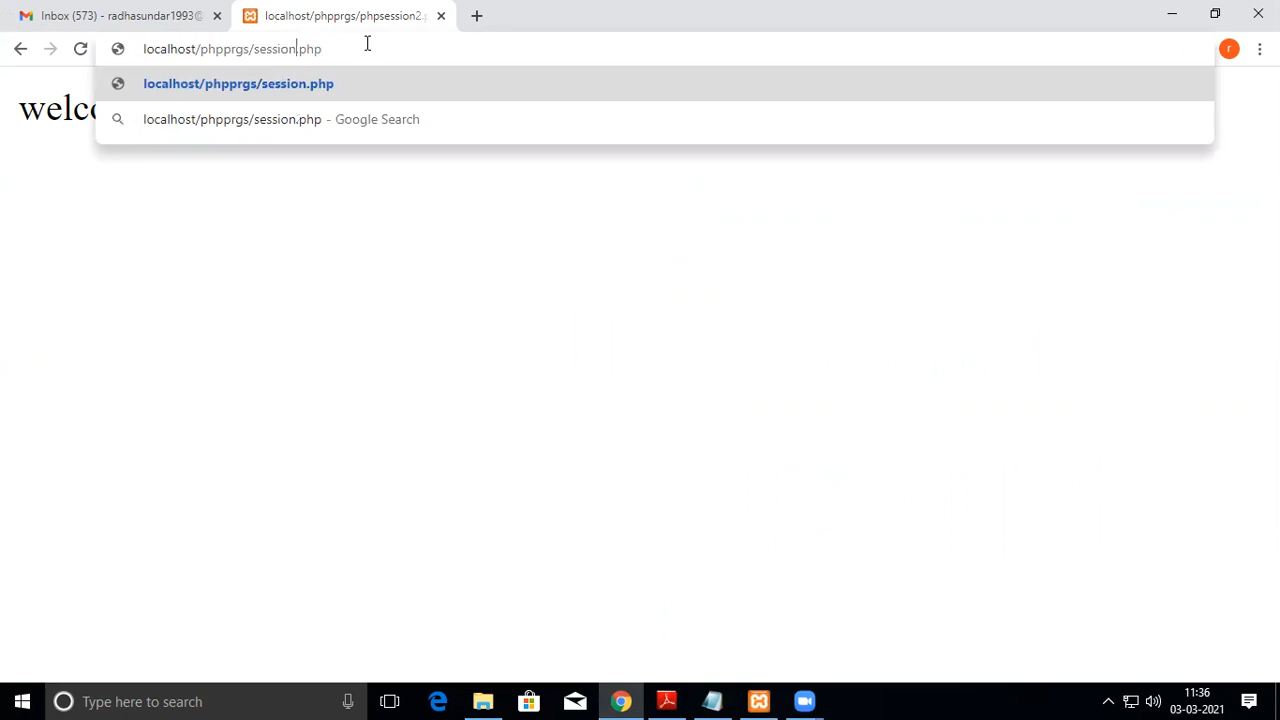 Inbox (573) - radhasundar1993@
localhost/phpprgs/phpsession2.
localhost/phpprgs/session.php
r
localhost/phpprgs/session.php
localhost/phpprgs/session.php - Google Search
welco
Type here to search
11:36
03-03-2021